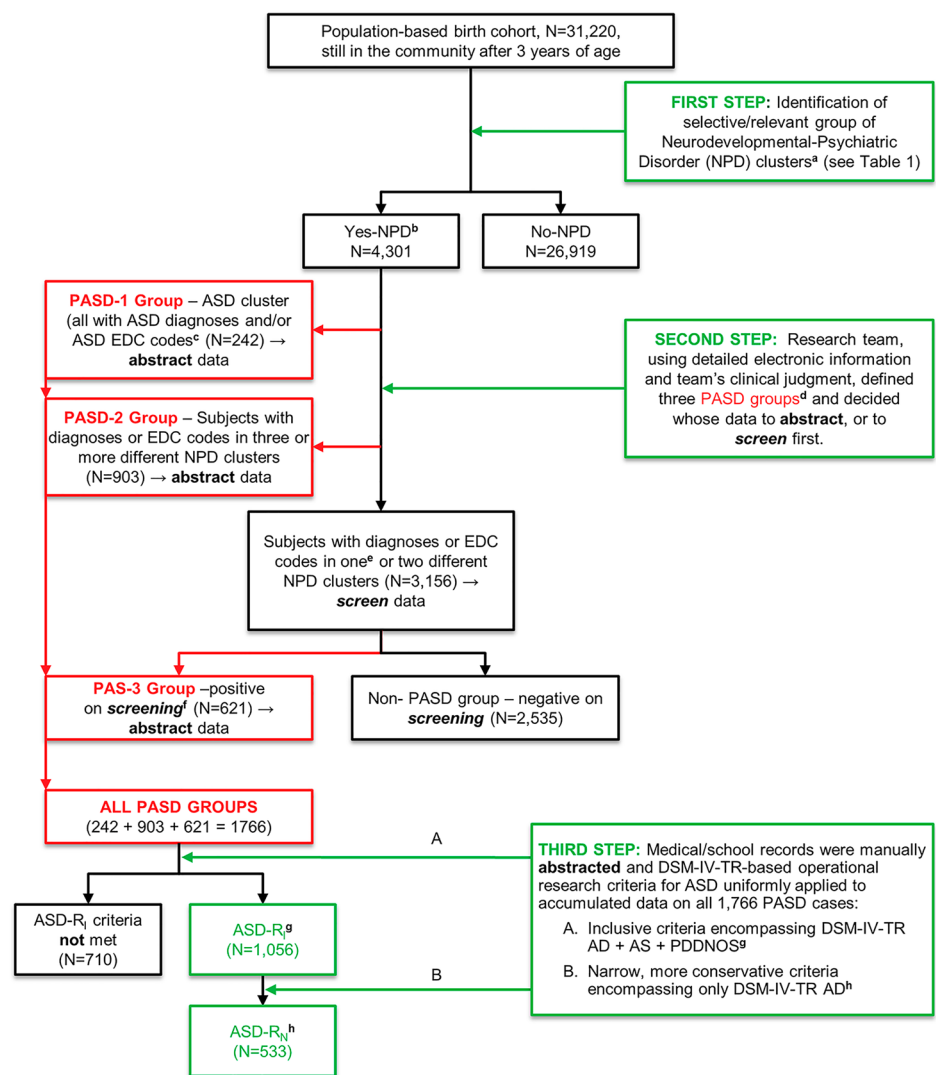 Population-based birth cohort, N=31,220,
still in the community after 3 years of age
FIRST STEP: Identification of
selective/relevant group of
Neurodevelopmental-Psychiatric
Disorder (NPD) clustersᵃ (see Table 1)
Yes-NPDᵇ
N=4,301
No-NPD
N=26,919
PASD-1 Group – ASD cluster
(all with ASD diagnoses and/or
ASD EDC codesᶜ (N=242) →
abstract data
SECOND STEP: Research team,
using detailed electronic information
and team's clinical judgment, defined
three PASD groupsᵈ and decided
whose data to abstract, or to
screen first.
PASD-2 Group – Subjects with
diagnoses or EDC codes in three or
more different NPD clusters
(N=903) → abstract data
Subjects with diagnoses or EDC
codes in oneᵉ or two different
NPD clusters (N=3,156) →
screen data
PAS-3 Group –positive
on screeningᶠ (N=621) →
abstract data
Non- PASD group – negative on
screening (N=2,535)
ALL PASD GROUPS
(242 + 903 + 621 = 1766)
A
THIRD STEP: Medical/school records were manually
abstracted and DSM-IV-TR-based operational
research criteria for ASD uniformly applied to
accumulated data on all 1,766 PASD cases:
A. Inclusive criteria encompassing DSM-IV-TR
AD + AS + PDDNOSᵍ
B. Narrow, more conservative criteria
encompassing only DSM-IV-TR ADʰ
ASD-R_I criteria
not met
(N=710)
ASD-R_Iᵍ
(N=1,056)
B
ASD-R_Nʰ
(N=533)